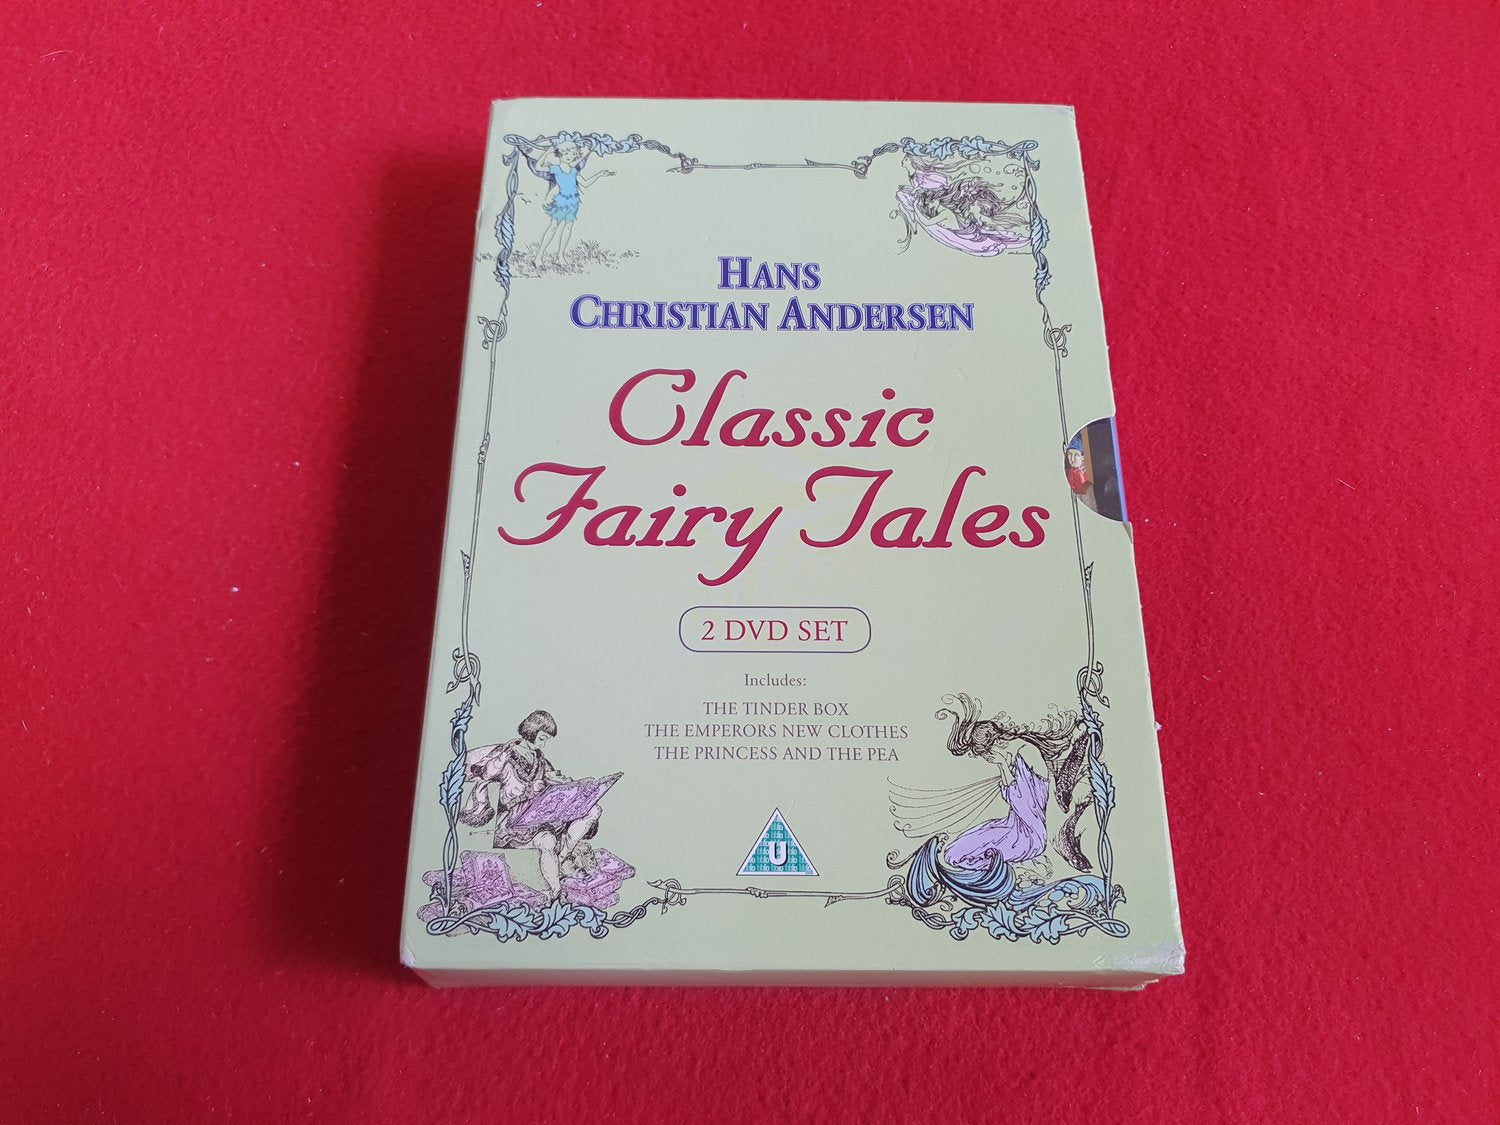 HANS
CHRISTIAN ANDERSEN
Classic
Fairy Tales
2 DVD SET
Includes:
THE TINDER BOX
THE EMPERORS NEW CLOTHES
THE PRINCESS AND THE PEA
U